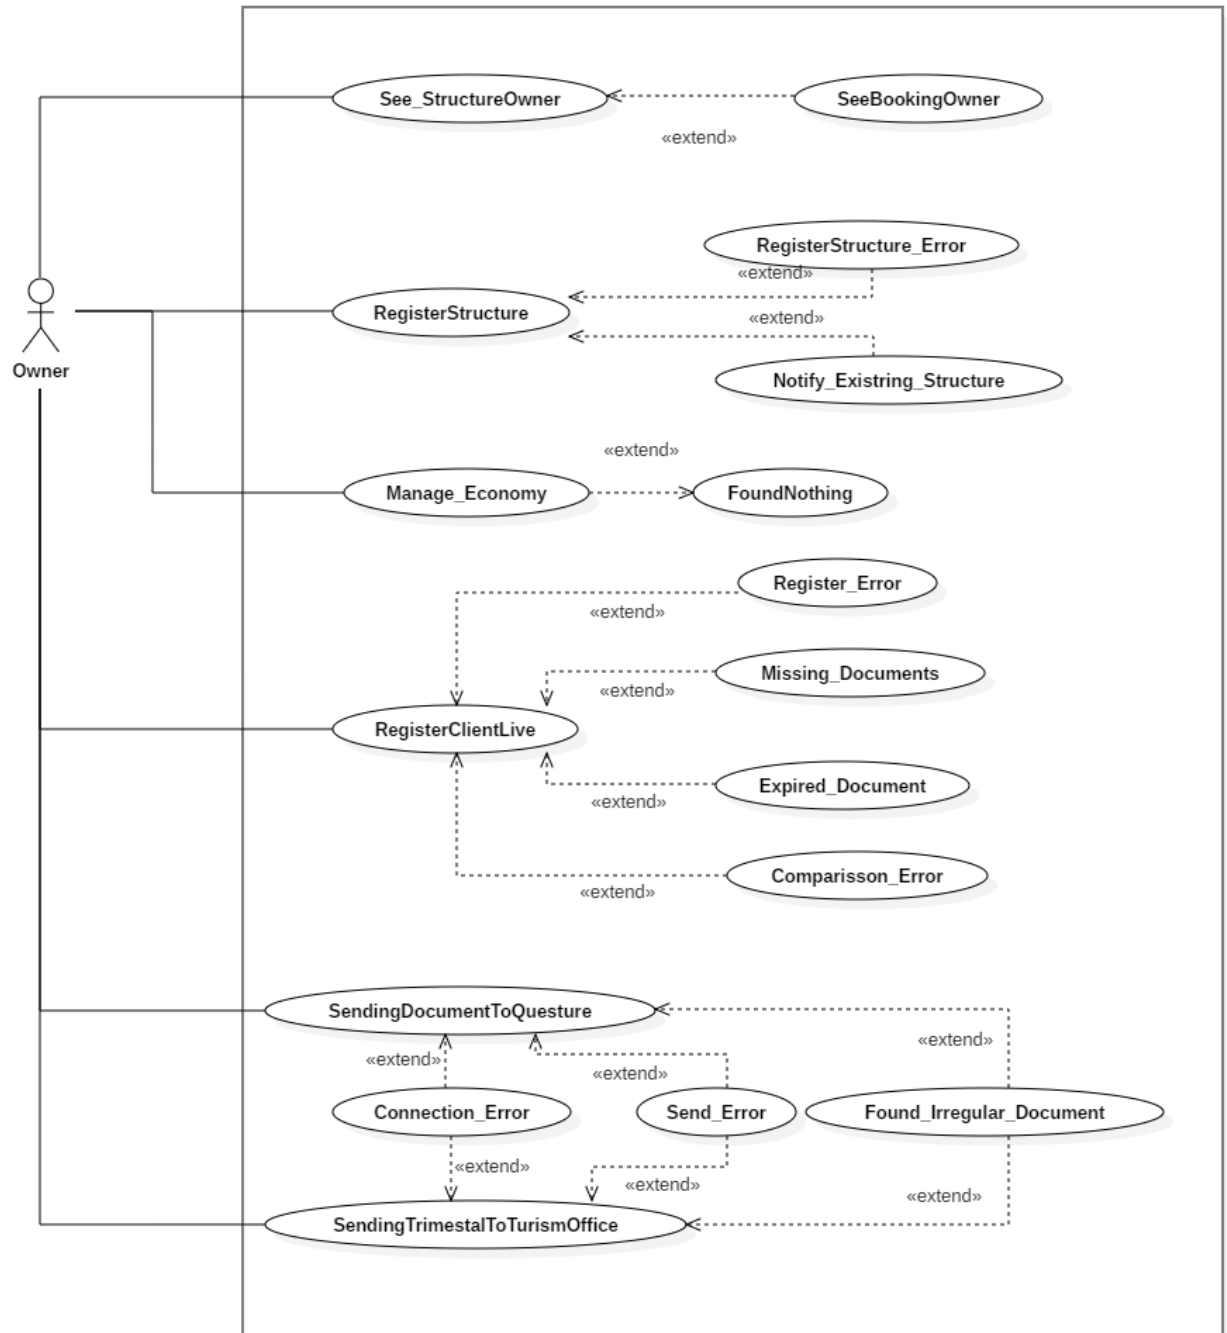 See_StructureOwner
SeeBookingOwner
«extend»
RegisterStructure_Error
«extend»
RegisterStructure
«extend»
Owner
Notify_Existring_Structure
«extend»
Manage_Economy
FoundNothing
Register_Error
«extend»
Missing_Documents
«extend»
RegisterClientLive
Expired_Document
«extend»
Comparisson_Error
«extend»
SendingDocumentToQuesture
«extend»
«extend»
«extend»
Connection_Error
Send_Error
Found_Irregular_Document
«extend»
«extend»
«extend»
SendingTrimestalToTurismOffice